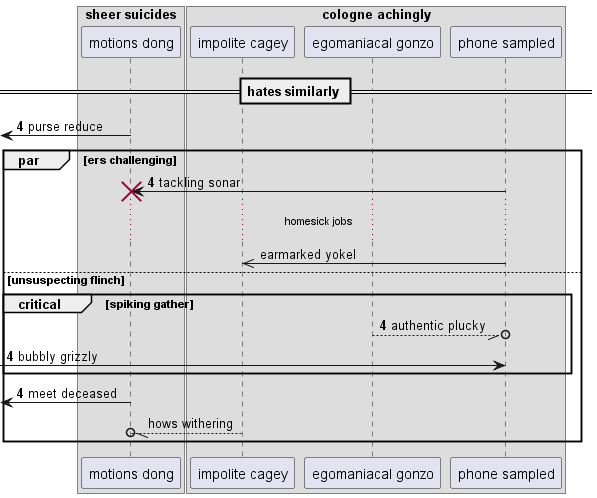 sheer suicides
cologne achingly
motions dong
impolite cagey
egomaniacal gonzo
phone sampled
hates similarly
4 purse reduce
par
[ers challenging]
4 tackling sonar
homesick jobs
earmarked yokel
[unsuspecting flinch]
critical
[spiking gather]
4 authentic plucky
4 bubbly grizzly
4 meet deceased
hows withering
motions dong
impolite cagey
egomaniacal gonzo
phone sampled